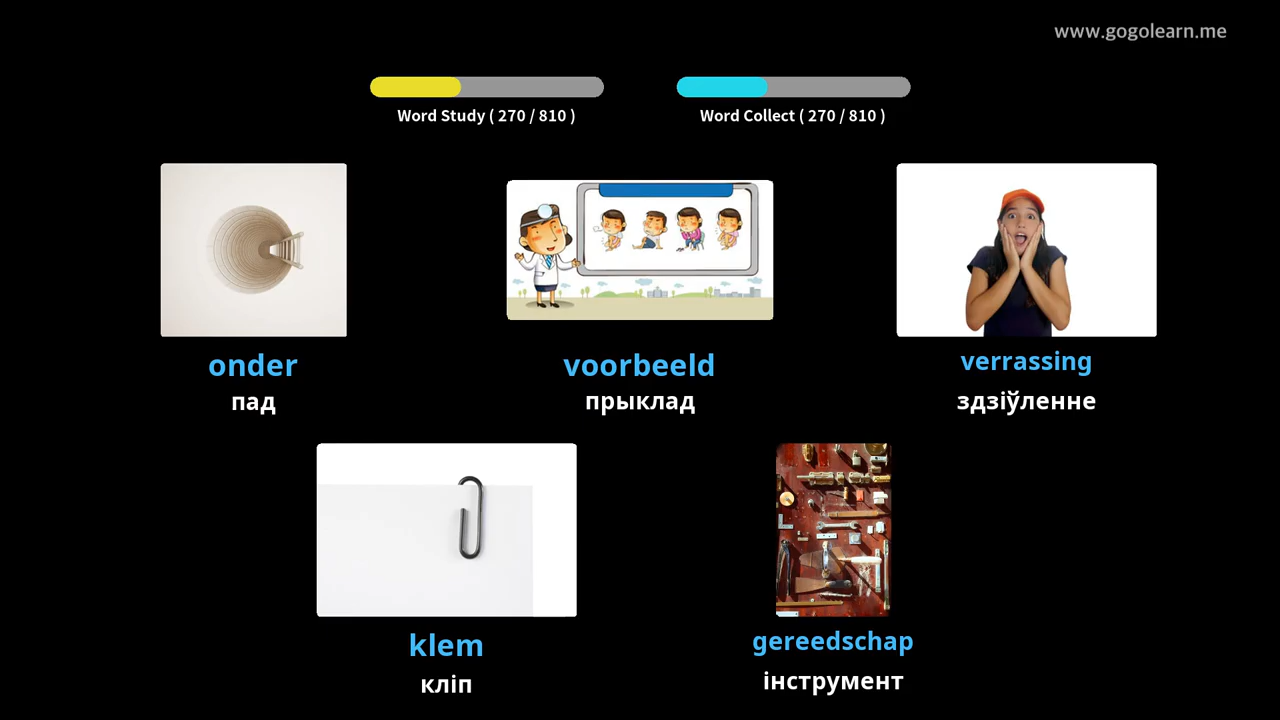 www.gogolearn.me
Word Study ( 270 / 810 )
Word Collect ( 270 / 810 )
onder
пад
voorbeeld
прыклад
verrassing
здзіўленне
klem
кліп
gereedschap
інструмент